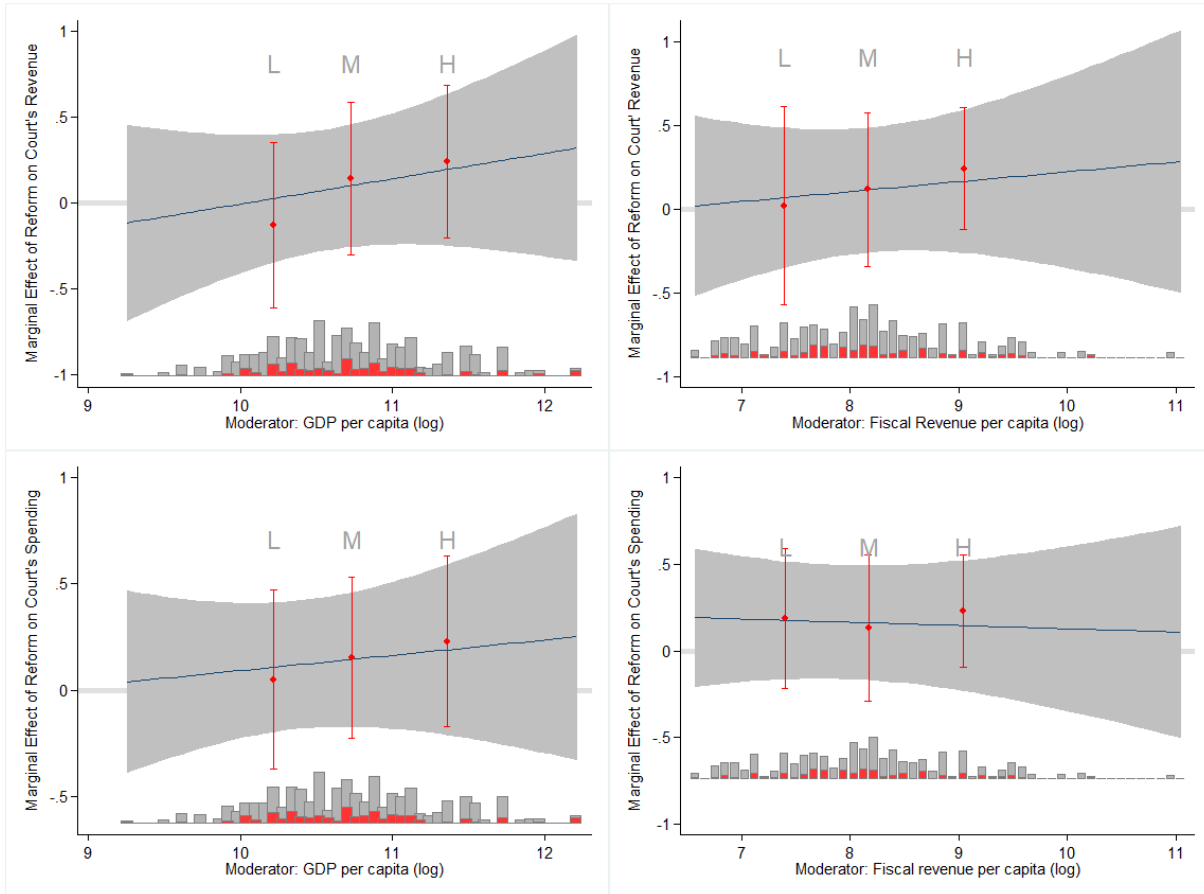 Marginal Effect of Reform on Court's Revenue
1
.5
0
-.5
-1
L M H
9 10 11 12
Moderator: GDP per capita (log)
Marginal Effect of Reform on Court' Revenue
1
.5
0
-.5
-1
L M H
7 8 9 10 11
Moderator: Fiscal Revenue per capita (log)
Marginal Effect of Reform on Court's Spending
1
.5
0
-.5
L M H
9 10 11 12
Moderator: GDP per capita (log)
Marginal Effect of Reform on Court's Spending
1
.5
0
-.5
-1
L M H
7 8 9 10 11
Moderator: Fiscal revenue per capita (log)